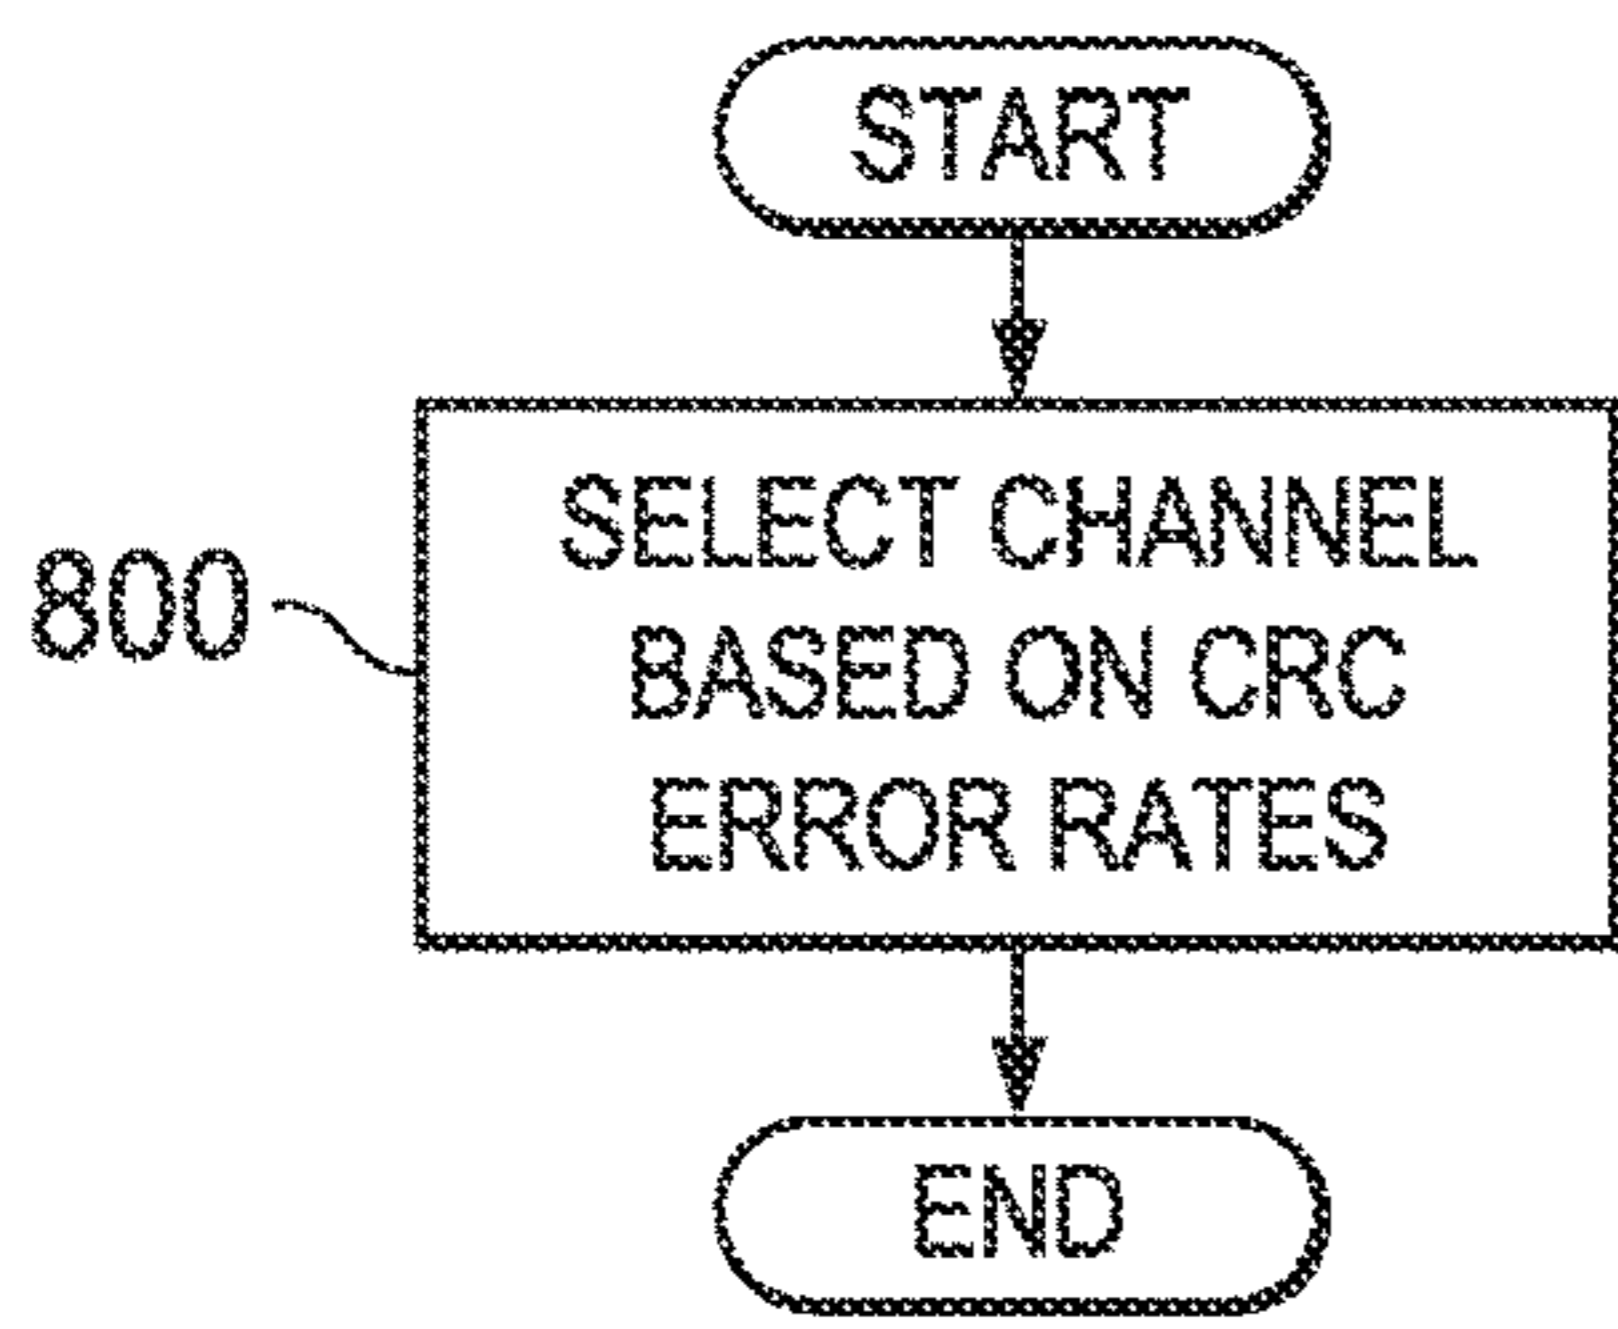 START
800
SELECT CHANNEL
BASED ON CRC
ERROR RATES
END